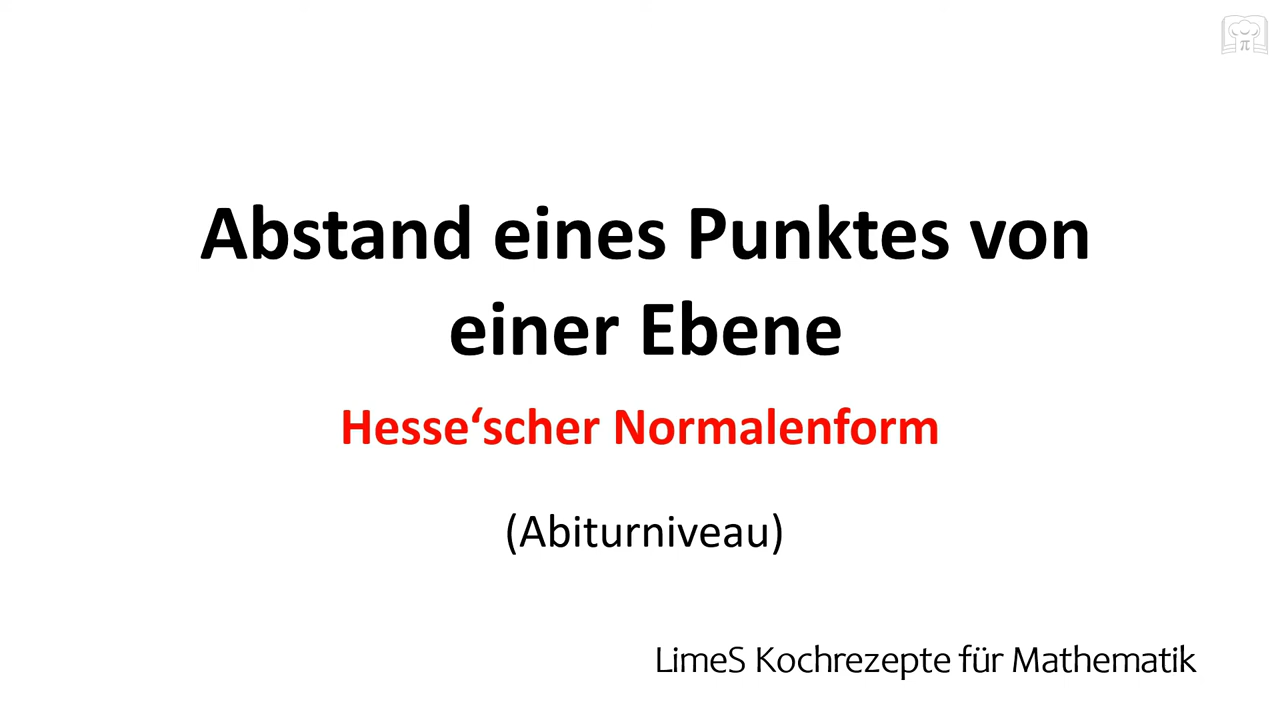 Abstand eines Punktes von
einer Ebene
Hesse‘scher Normalenform
(Abiturniveau)
LimeS Kochrezepte für Mathematik
π